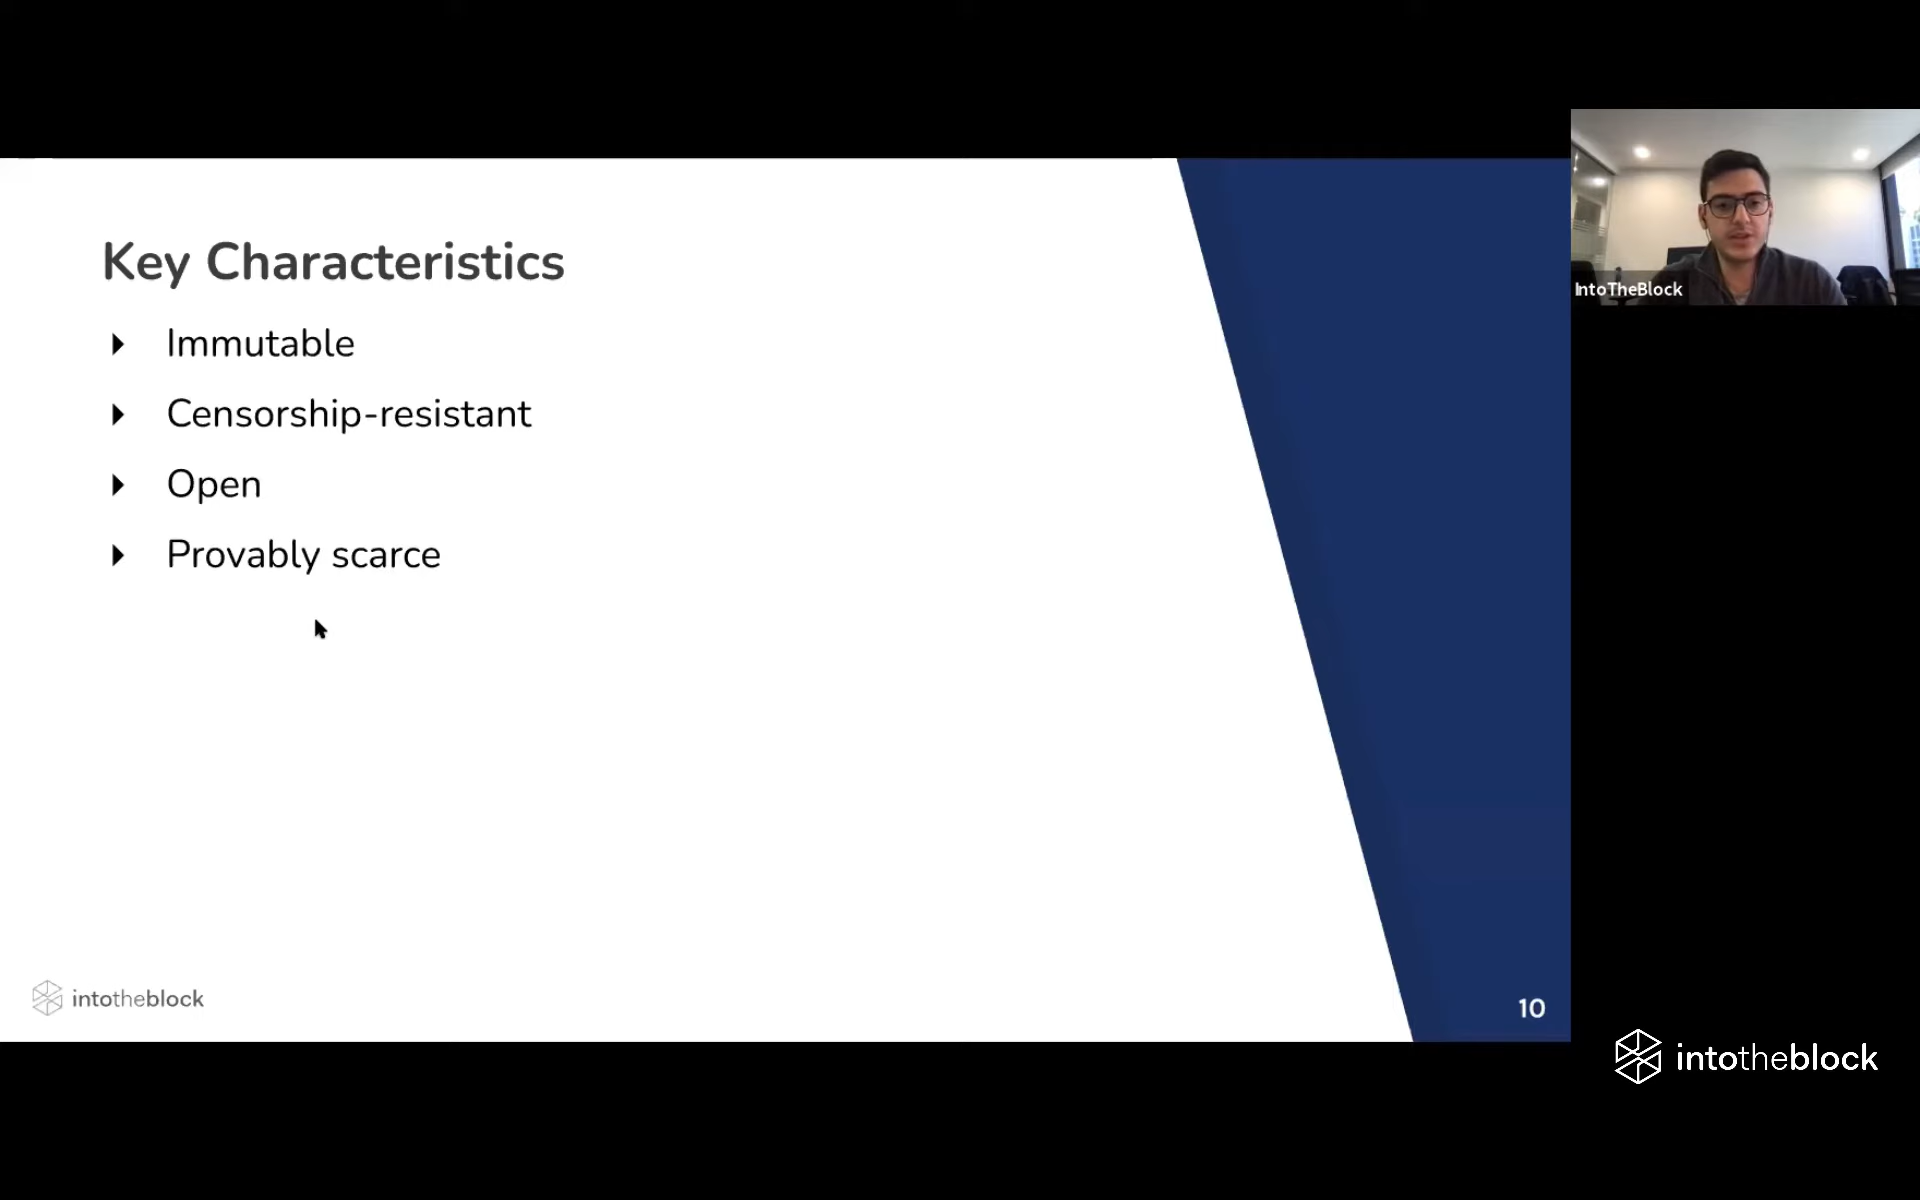 Key Characteristics
Immutable
Censorship-resistant
Open
Provably scarce
intotheblock
10
IntoTheBlock
intotheblock